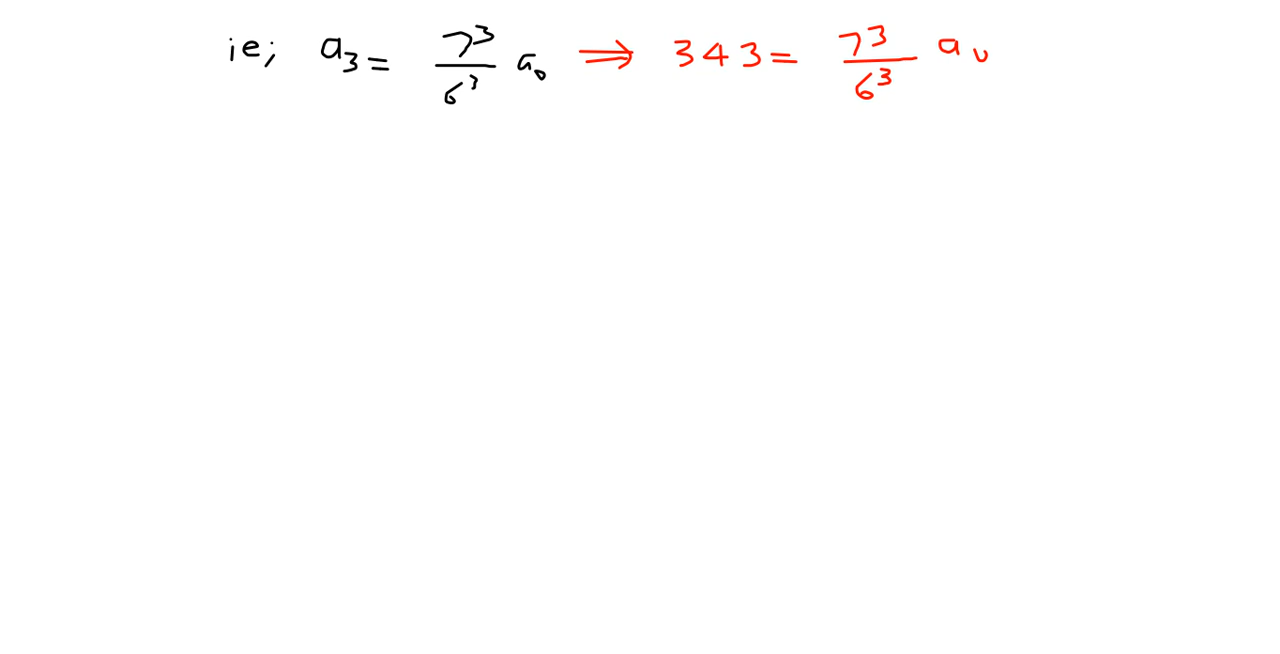 ie; a₃ = 7³/6³ a₀ ⇒ 343 = 7³/6³ a₀